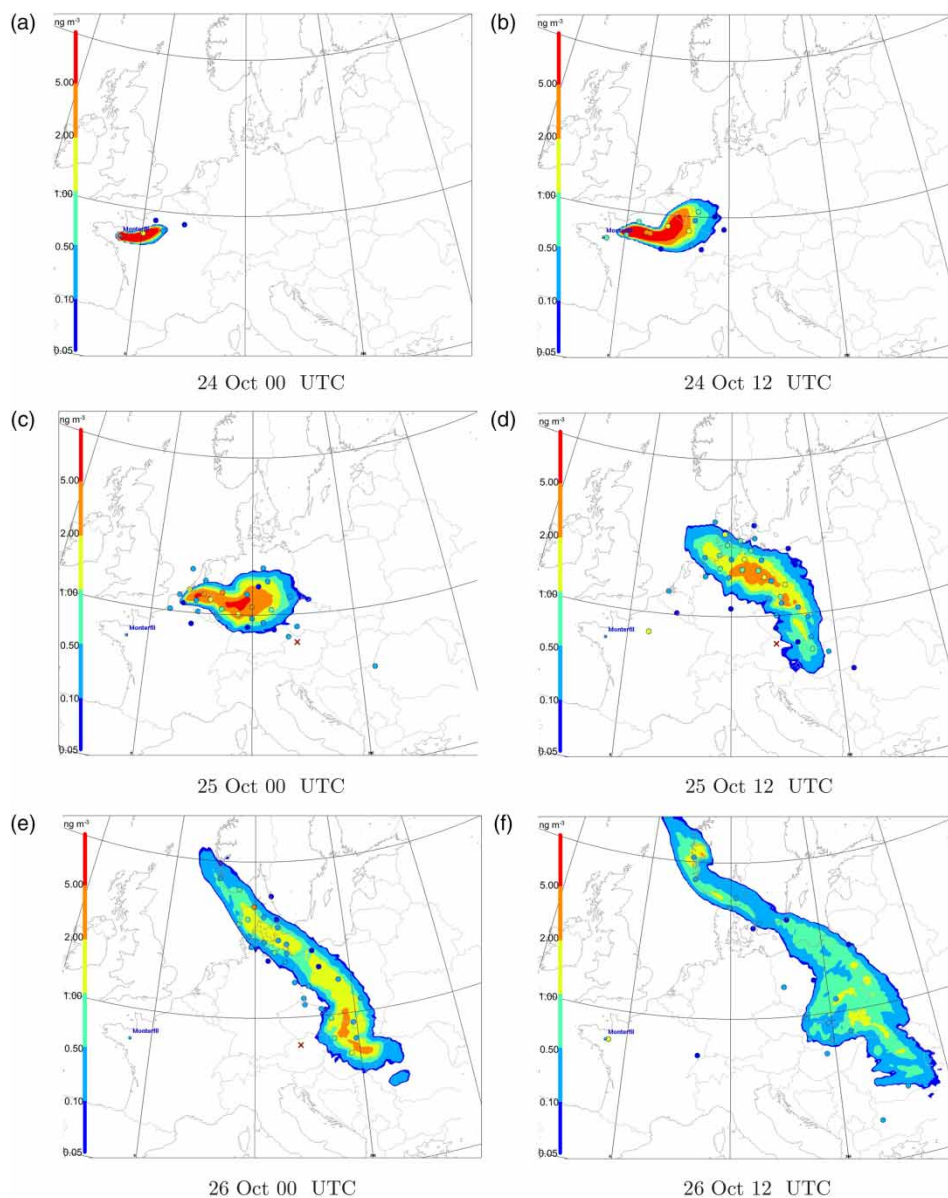 (a)
ng m⁻³
5.00
2.00
1.00
0.50
0.10
0.05
Monterfil
24 Oct 00 UTC
(b)
ng m⁻³
5.00
2.00
1.00
0.50
0.10
0.05
Monterfil
24 Oct 12 UTC
(c)
ng m⁻³
5.00
2.00
1.00
0.50
0.10
0.05
Monterfil
25 Oct 00 UTC
(d)
ng m⁻³
5.00
2.00
1.00
0.50
0.10
0.05
Monterfil
25 Oct 12 UTC
(e)
ng m⁻³
5.00
2.00
1.00
0.50
0.10
0.05
Monterfil
26 Oct 00 UTC
(f)
ng m⁻³
5.00
2.00
1.00
0.50
0.10
0.05
Monterfil
26 Oct 12 UTC